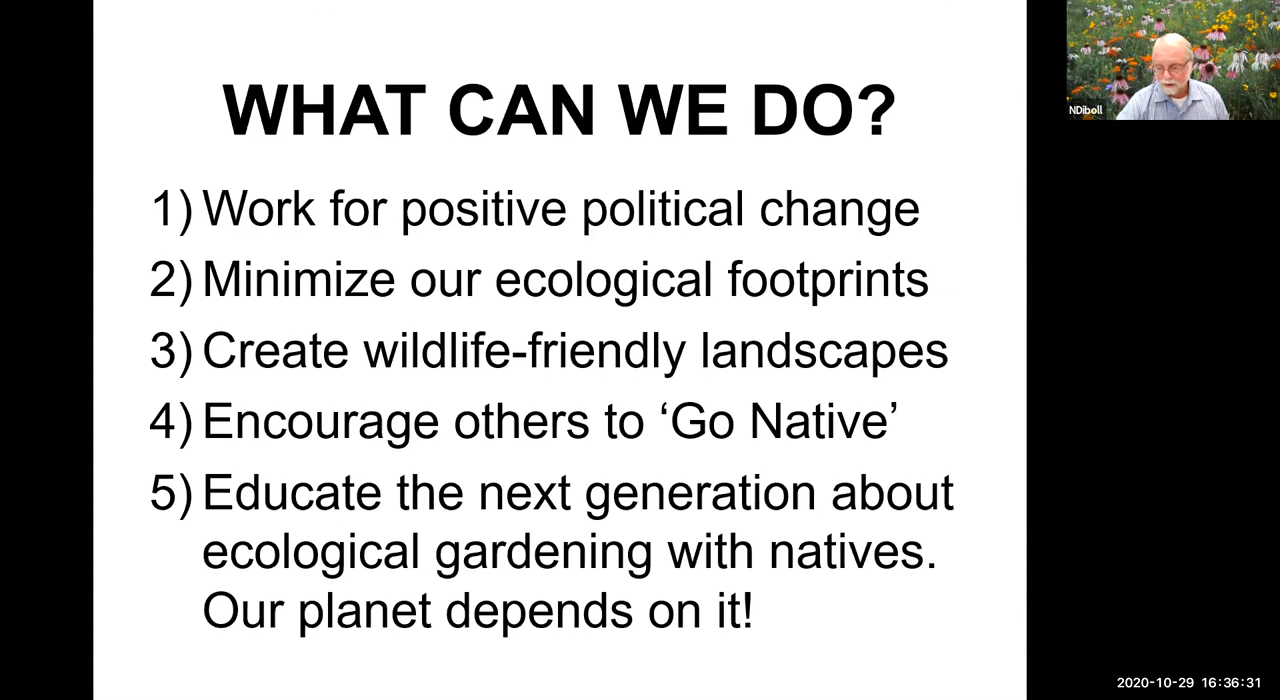 WHAT CAN WE DO?
1) Work for positive political change
2) Minimize our ecological footprints
3) Create wildlife-friendly landscapes
4) Encourage others to ‘Go Native’
5) Educate the next generation about
ecological gardening with natives.
Our planet depends on it!
NDiboll
2020-10-29 16:36:31